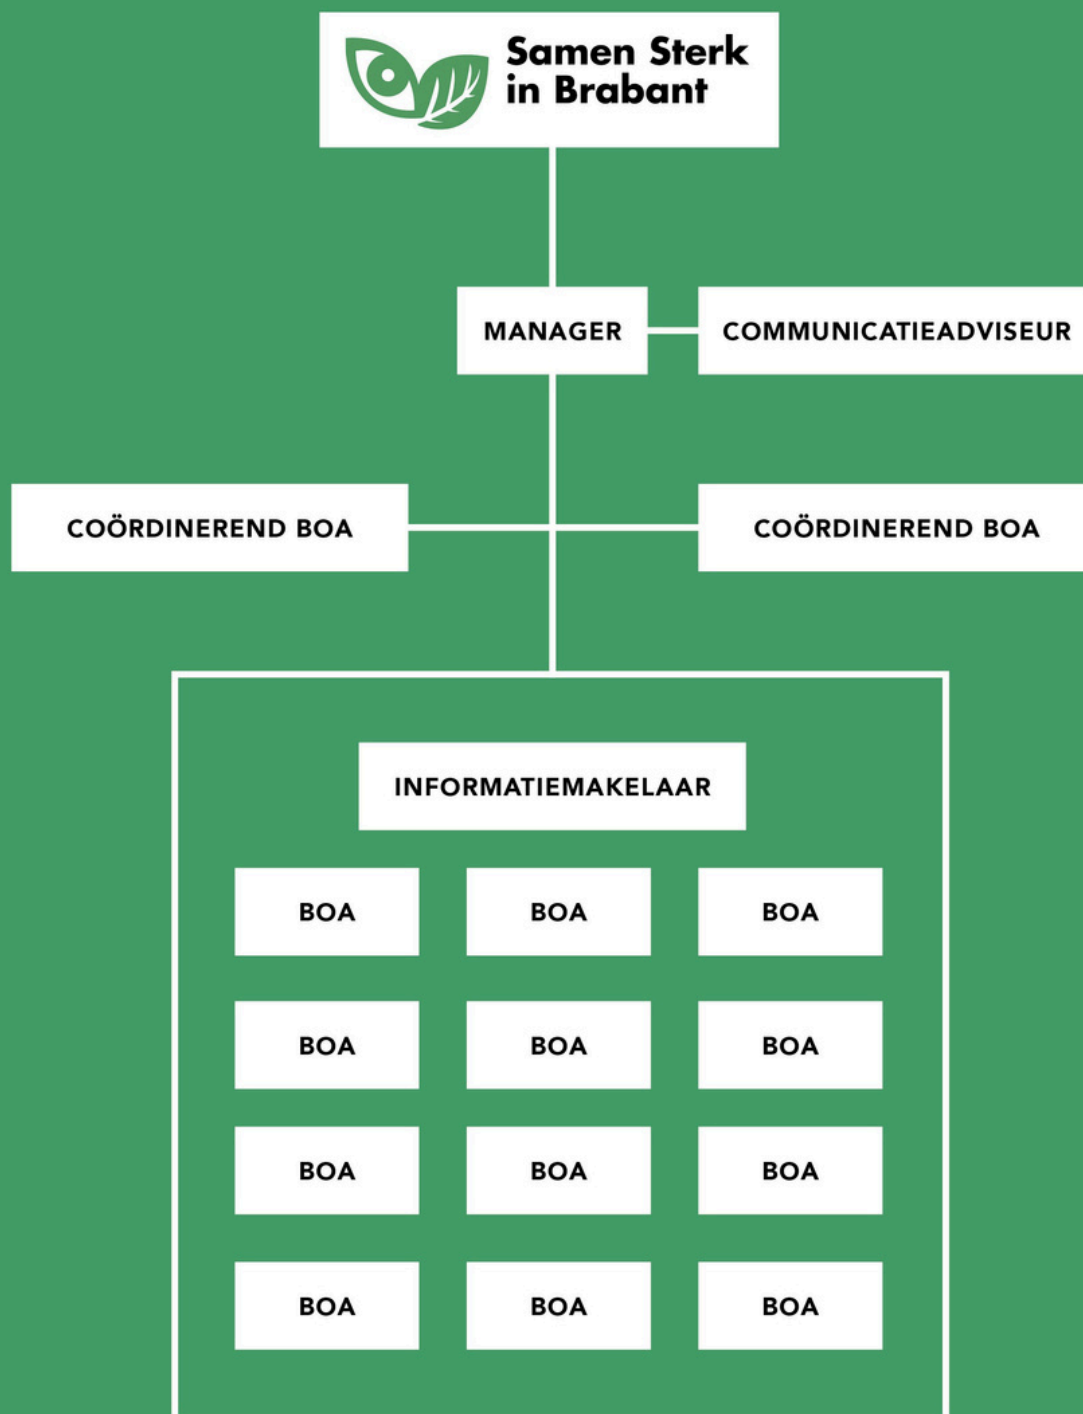 Samen Sterk
in Brabant
MANAGER
COMMUNICATIEADVISEUR
COÖRDINEREND BOA
COÖRDINEREND BOA
INFORMATIEMAKELAAR
BOA
BOA
BOA
BOA
BOA
BOA
BOA
BOA
BOA
BOA
BOA
BOA